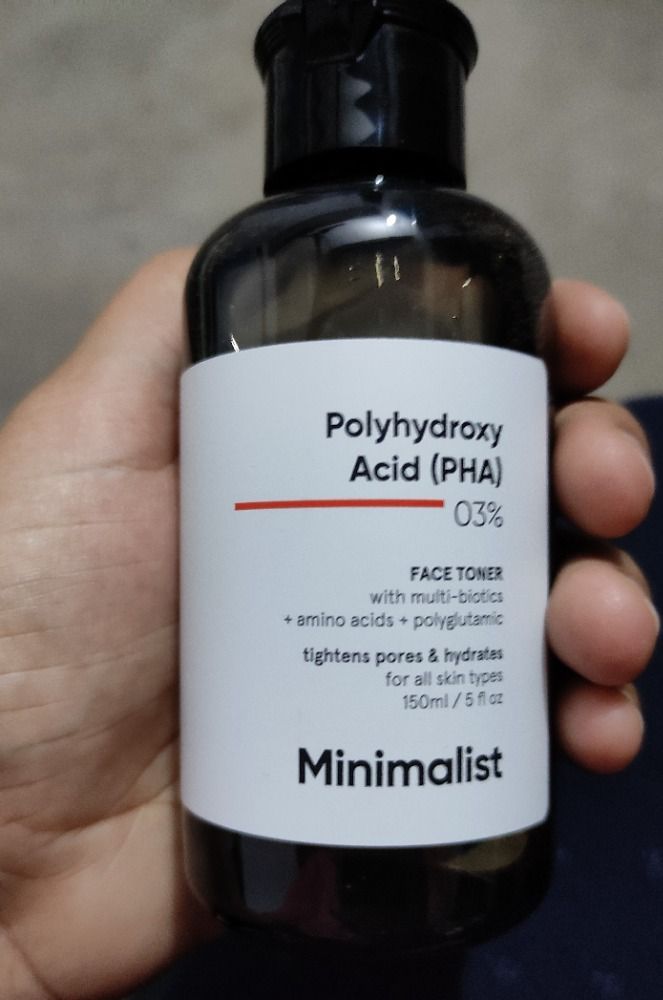 Polyhydroxy
Acid (PHA)
03%
FACE TONER
with multi-biotics
+ amino acids + polyglutamic
tightens pores & hydrates
for all skin types
150ml / 5 fl oz
Minimalist